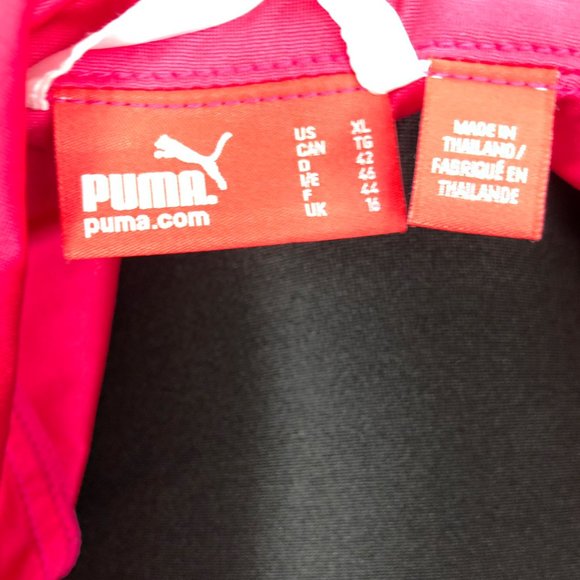 PUMA
puma.com
US XL
CAN TG
D 42
I/E 46
F 44
UK 16
MADE IN
THAILAND/
FABRIQUÉ EN
THAILANDE